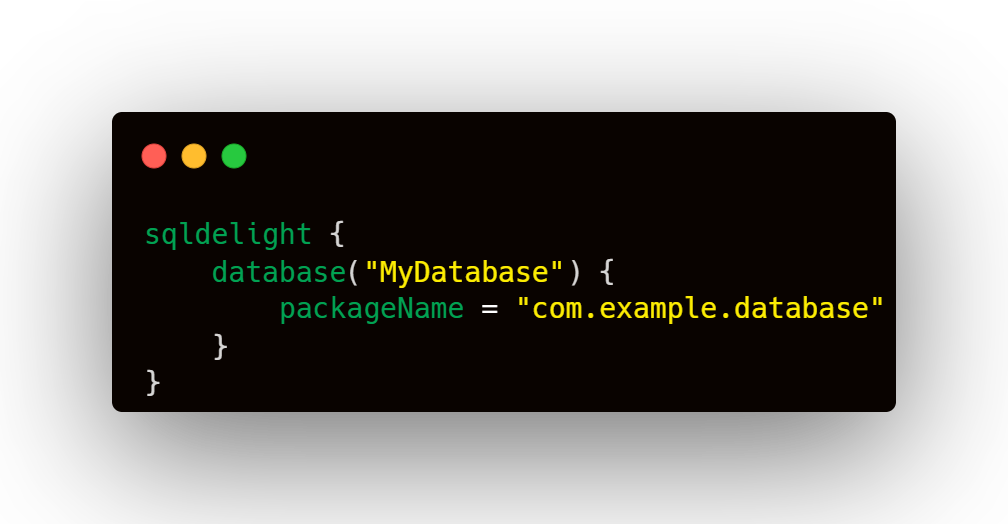 sqldelight {
    database("MyDatabase") {
        packageName = "com.example.database"
    }
}